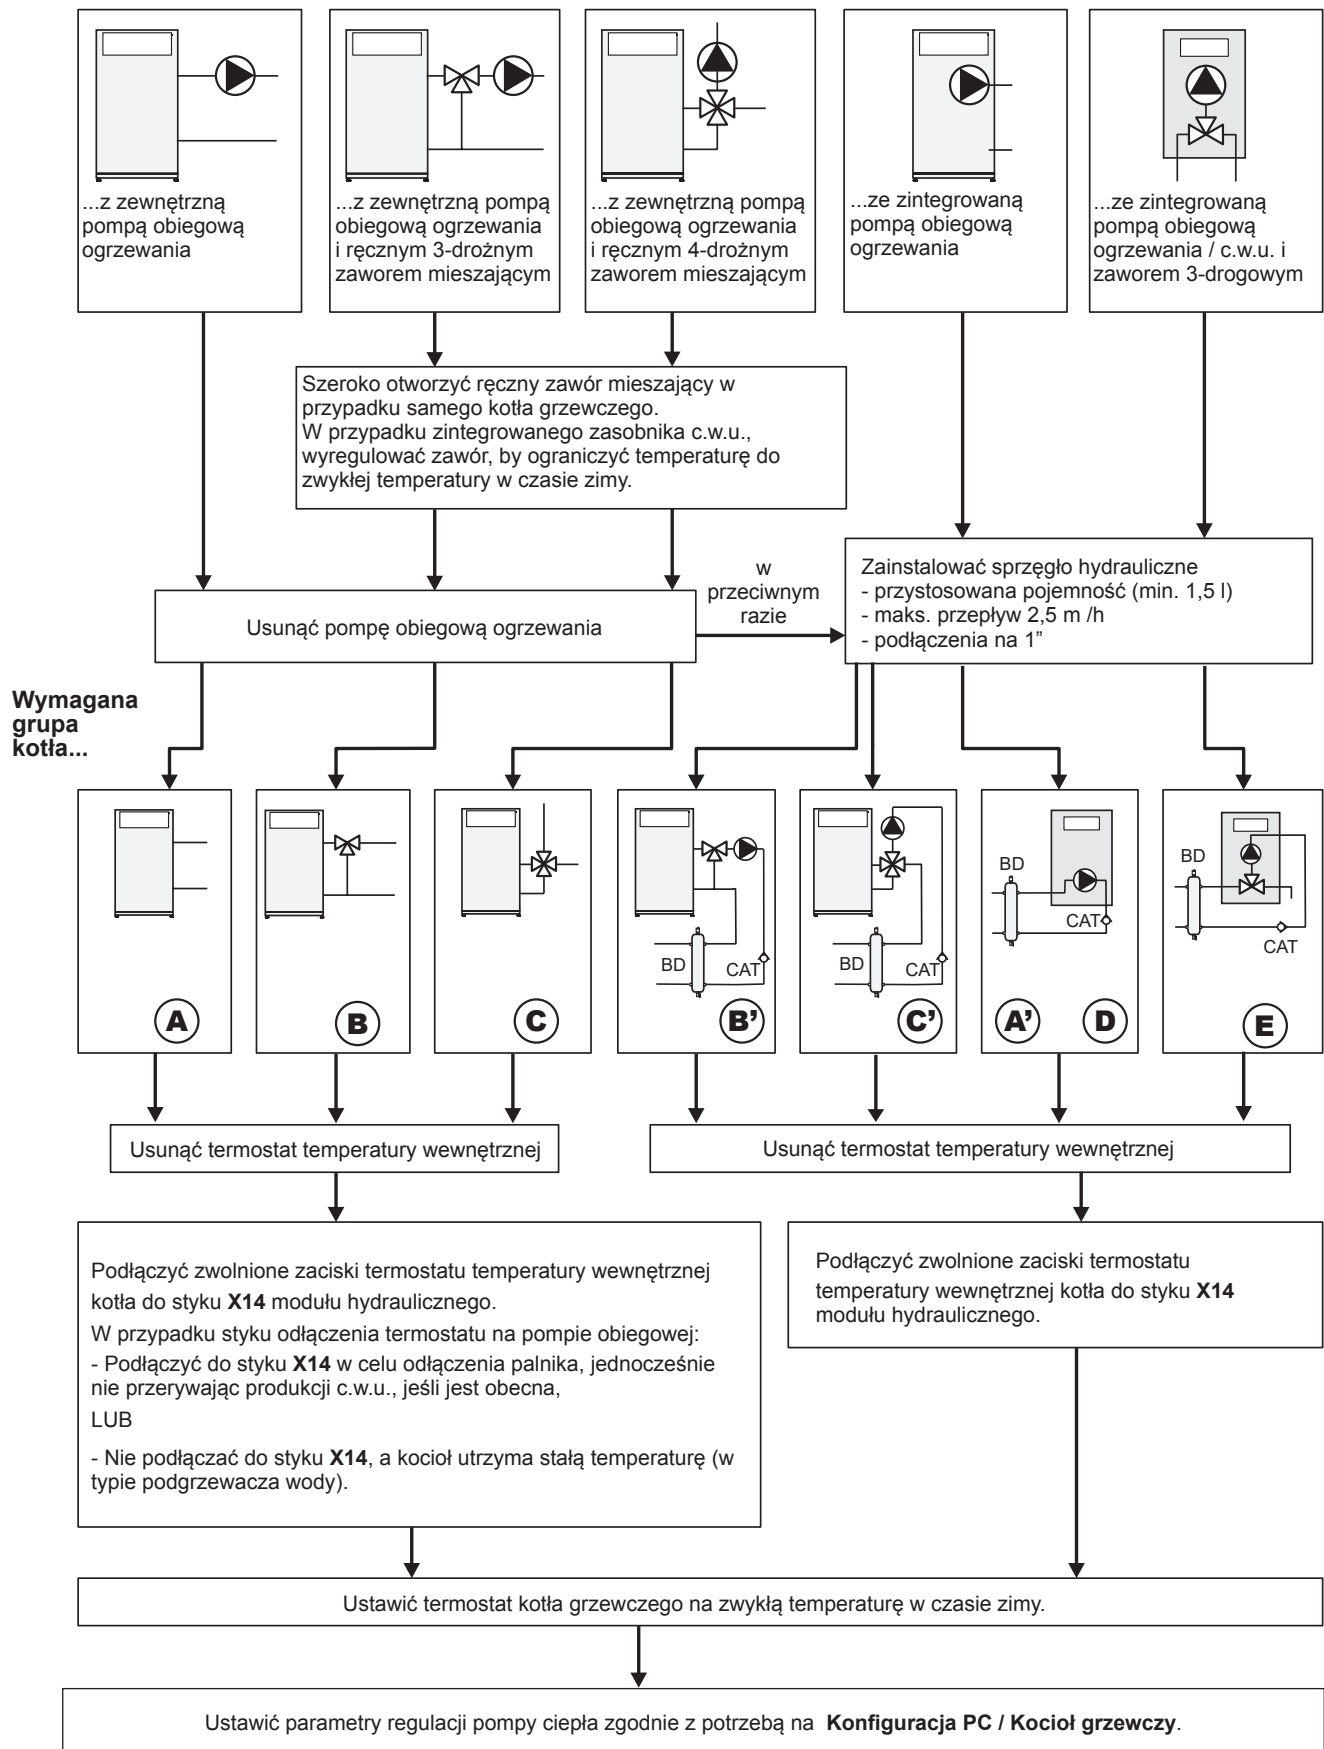 ...z zewnętrzną
pompą obiegową
ogrzewania
...z zewnętrzną pompą
obiegową ogrzewania
i ręcznym 3-drożnym
zaworem mieszającym
...z zewnętrzną pompą
obiegową ogrzewania
i ręcznym 4-drożnym
zaworem mieszającym
...ze zintegrowaną
pompą obiegową
ogrzewania
...ze zintegrowaną
pompą obiegową
ogrzewania / c.w.u. i
zaworem 3-drogowym
Szeroko otworzyć ręczny zawór mieszający w
przypadku samego kotła grzewczego.
W przypadku zintegrowanego zasobnika c.w.u.,
wyregulować zawór, by ograniczyć temperaturę do
zwykłej temperatury w czasie zimy.
Usunąć pompę obiegową ogrzewania
w
przeciwnym
razie
Zainstalować sprzęgło hydrauliczne
- przystosowana pojemność (min. 1,5 l)
- maks. przepływ 2,5 m /h
- podłączenia na 1”
Wymagana
grupa
kotła...
A
B
C
BD
CAT
B’
BD
CAT
C’
BD
CAT
A’
D
BD
CAT
E
Usunąć termostat temperatury wewnętrznej
Usunąć termostat temperatury wewnętrznej
Podłączyć zwolnione zaciski termostatu temperatury wewnętrznej
kotła do styku X14 modułu hydraulicznego.
W przypadku styku odłączenia termostatu na pompie obiegowej:
- Podłączyć do styku X14 w celu odłączenia palnika, jednocześnie
nie przerywając produkcji c.w.u., jeśli jest obecna,
LUB
- Nie podłączać do styku X14, a kocioł utrzyma stałą temperaturę (w
typie podgrzewacza wody).
Podłączyć zwolnione zaciski termostatu
temperatury wewnętrznej kotła do styku X14
modułu hydraulicznego.
Ustawić termostat kotła grzewczego na zwykłą temperaturę w czasie zimy.
Ustawić parametry regulacji pompy ciepła zgodnie z potrzebą na Konfiguracja PC / Kocioł grzewczy.